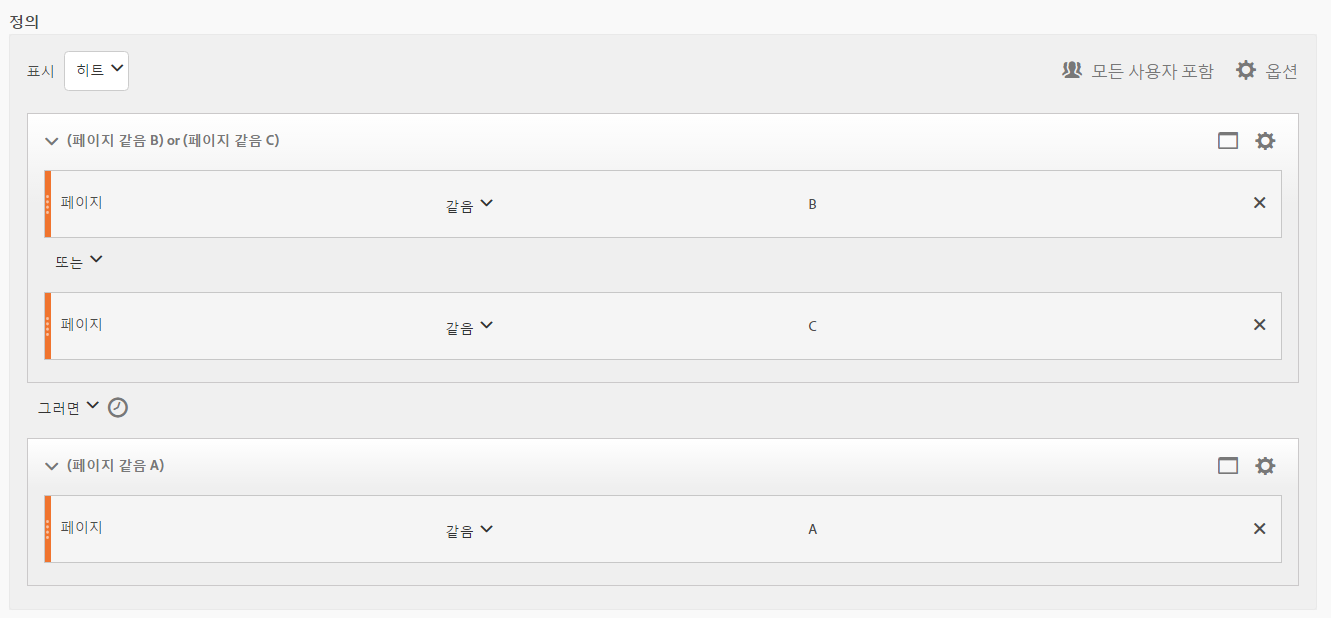 정의
표시 히트 모든 사용자 포함 옵션
(페이지 같음 B) or (페이지 같음 C)
페이지 같음 B
또는
페이지 같음 C
그러면
(페이지 같음 A)
페이지 같음 A